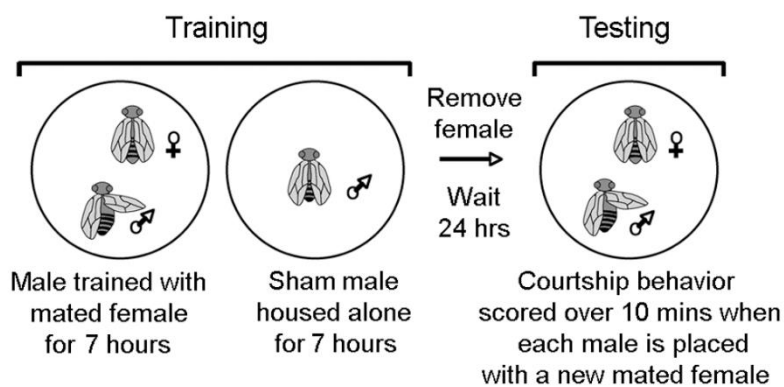 Training
Testing
Remove
female
Wait
24 hrs
♀
♂
♂
♀
♂
Male trained with
mated female
for 7 hours
Sham male
housed alone
for 7 hours
Courtship behavior
scored over 10 mins when
each male is placed
with a new mated female